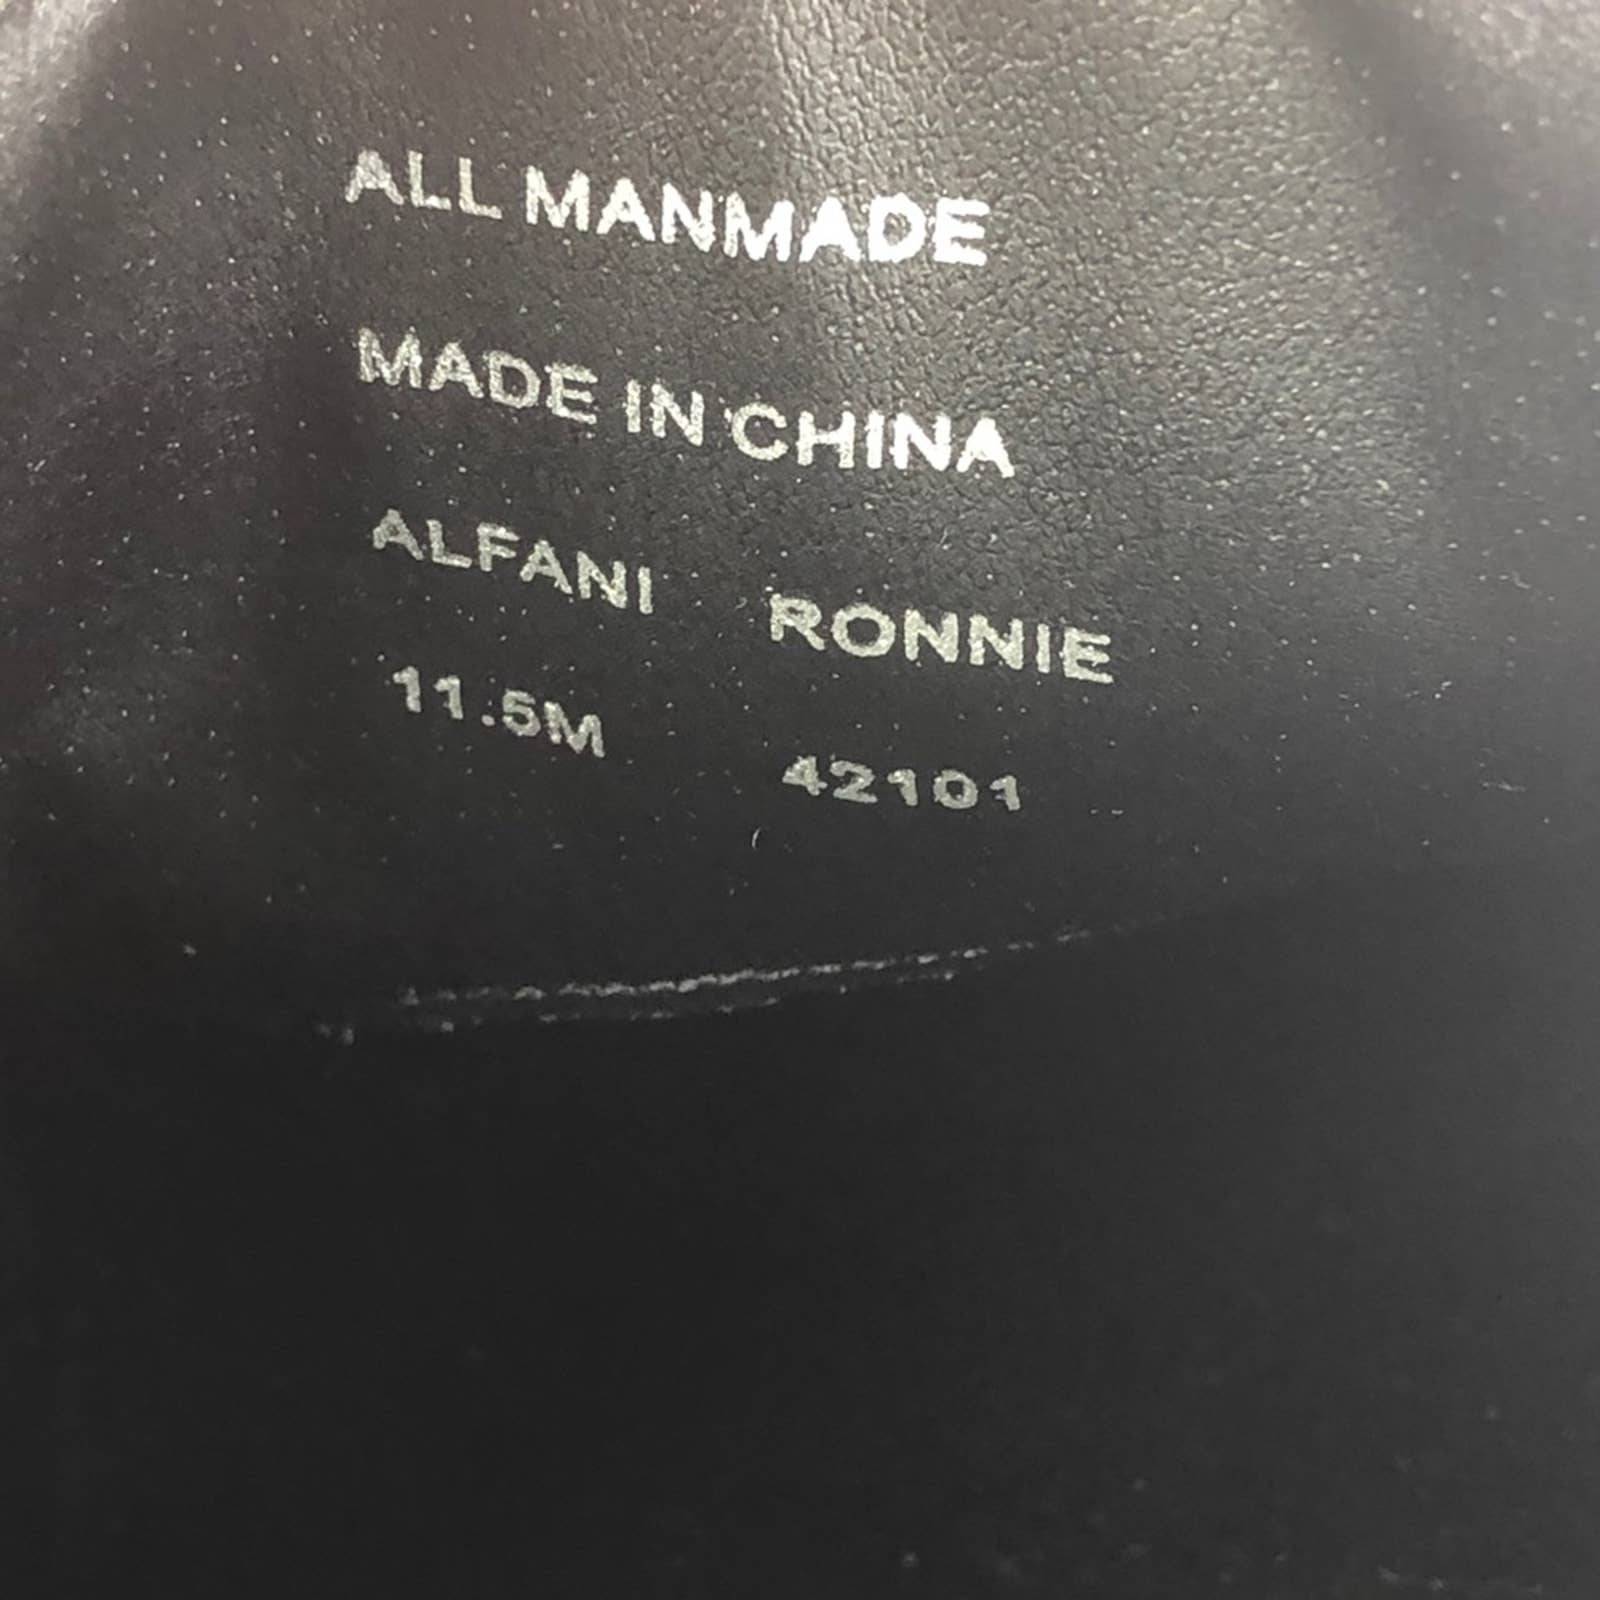 ALL MANMADE
MADE IN CHINA
ALFANI RONNIE
11.5M 42101